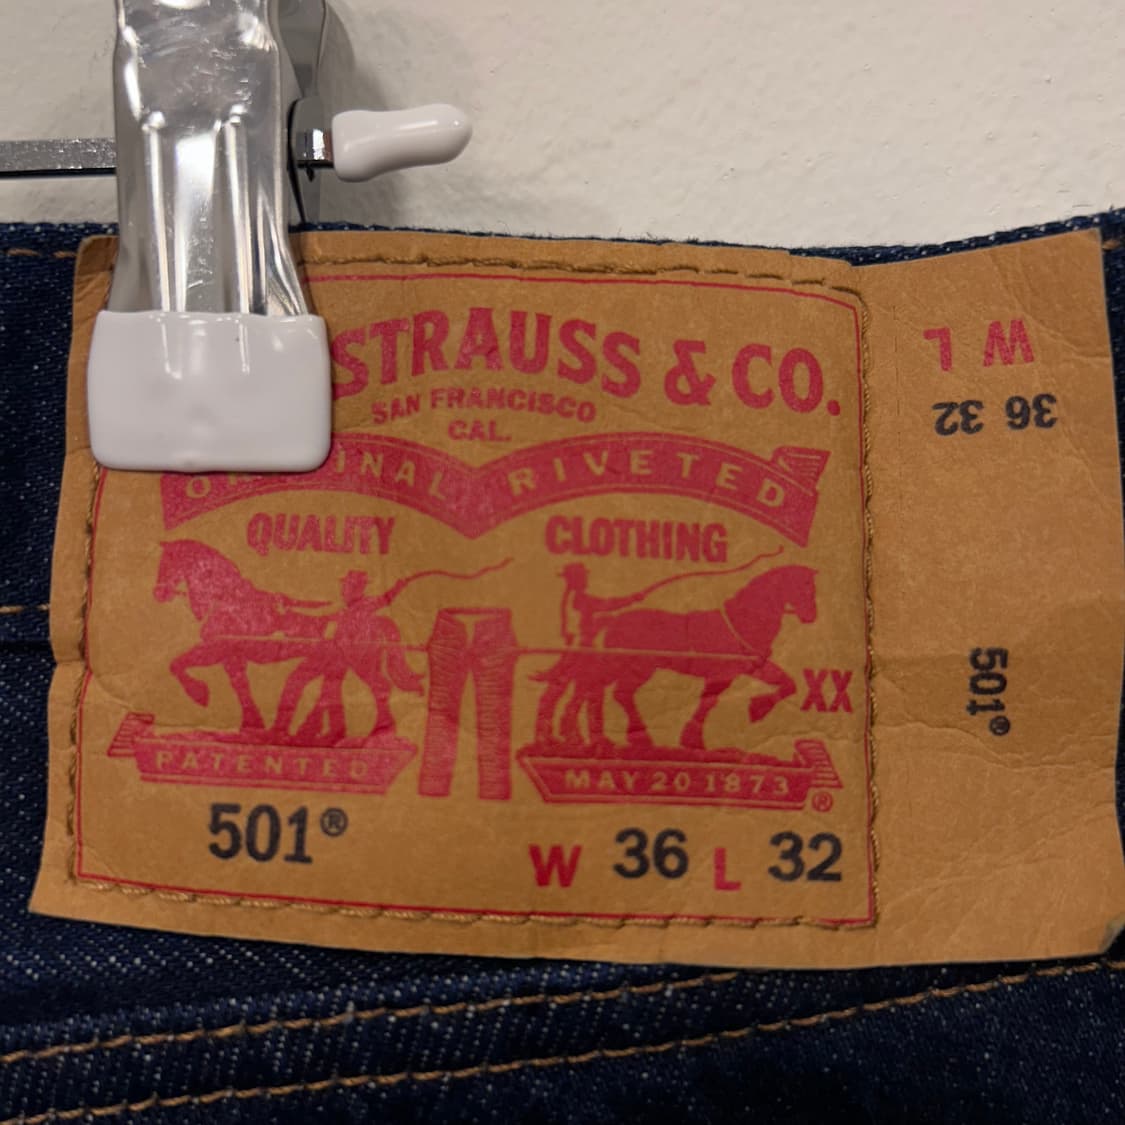 STRAUSS & CO.
SAN FRANCISCO
CAL.
RIVETED
QUALITY CLOTHING
XX
PATENTED MAY 20 1873 ®
501® W 36 L 32
W L
36 32
501®